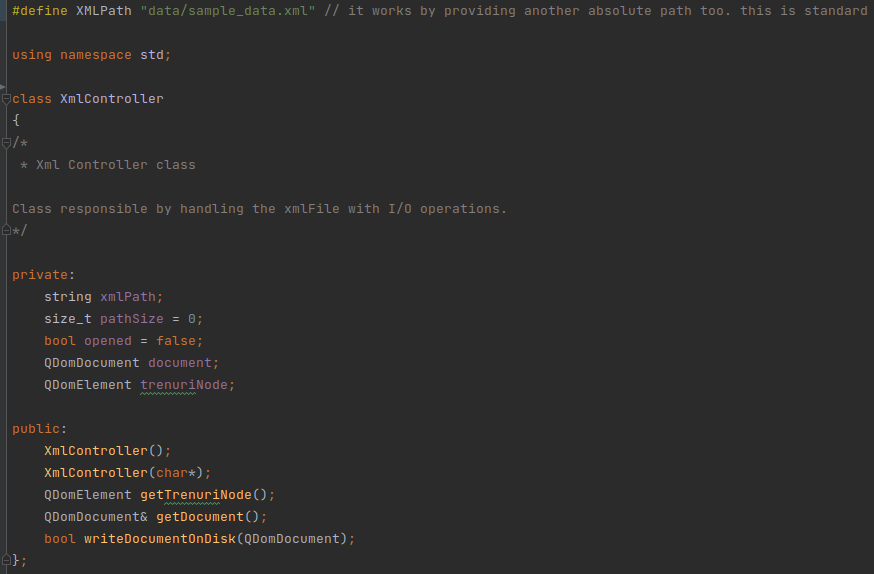 #define XMLPath "data/sample_data.xml" // it works by providing another absolute path too. this is standard
using namespace std;
class XmlController
{
/*
 * Xml Controller class
Class responsible by handling the xmlFile with I/O operations.
*/
private:
    string xmlPath;
    size_t pathSize = 0;
    bool opened = false;
    QDomDocument document;
    QDomElement trenuriNode;
public:
    XmlController();
    XmlController(char*);
    QDomElement getTrenuriNode();
    QDomDocument& getDocument();
    bool writeDocumentOnDisk(QDomDocument);
};